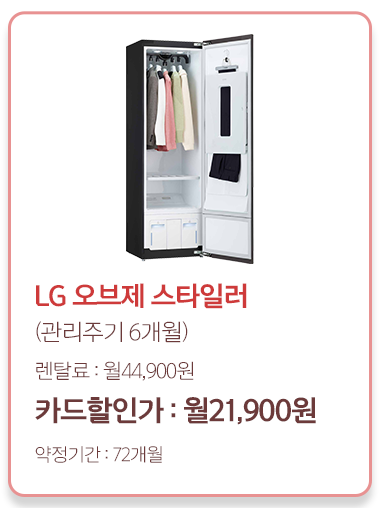 LG 오브제 스타일러
(관리주기 6개월)
렌탈료 : 월44,900원
카드할인가 : 월21,900원
약정기간 : 72개월